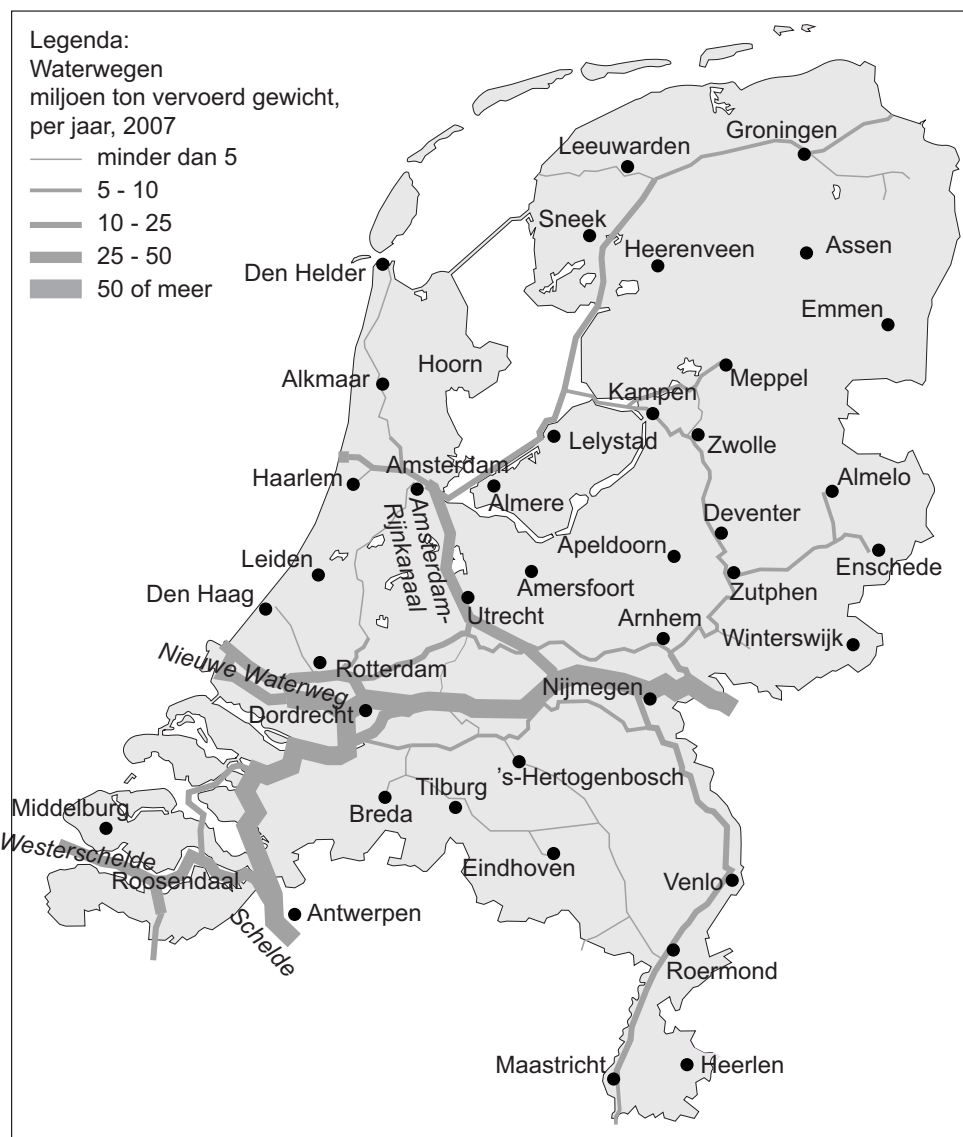 Legenda:
Waterwegen
miljoen ton vervoerd gewicht,
per jaar, 2007
minder dan 5
5 - 10
10 - 25
25 - 50
50 of meer
Groningen
Leeuwarden
Sneek
Heerenveen
Assen
Den Helder
Emmen
Hoorn
Alkmaar
Meppel
Kampen
Lelystad
Zwolle
Amsterdam
Haarlem
Almere
Almelo
Amsterdam-
Rijnkanaal
Deventer
Apeldoorn
Enschede
Leiden
Amersfoort
Zutphen
Den Haag
Utrecht
Arnhem
Winterswijk
Nieuwe Waterweg
Rotterdam
Nijmegen
Dordrecht
's-Hertogenbosch
Tilburg
Breda
Middelburg
Westerschelde
Eindhoven
Roosendaal
Venlo
Antwerpen
Schelde
Roermond
Maastricht
Heerlen